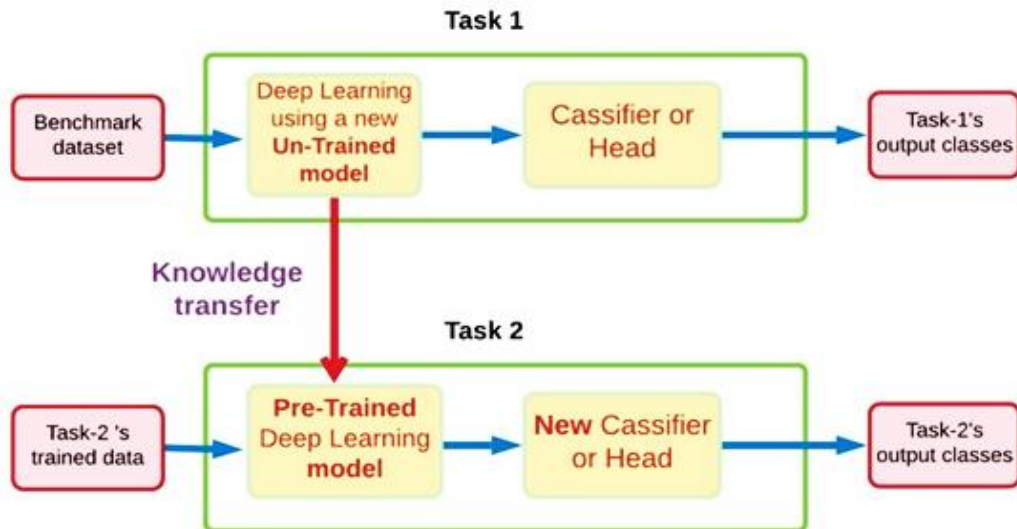 Task 1
Benchmark
dataset
Deep Learning
using a new
Un-Trained
model
Cassifier or
Head
Task-1's
output classes
Knowledge
transfer
Task 2
Task-2 's
trained data
Pre-Trained
Deep Learning
model
New Cassifier
or Head
Task-2's
output classes